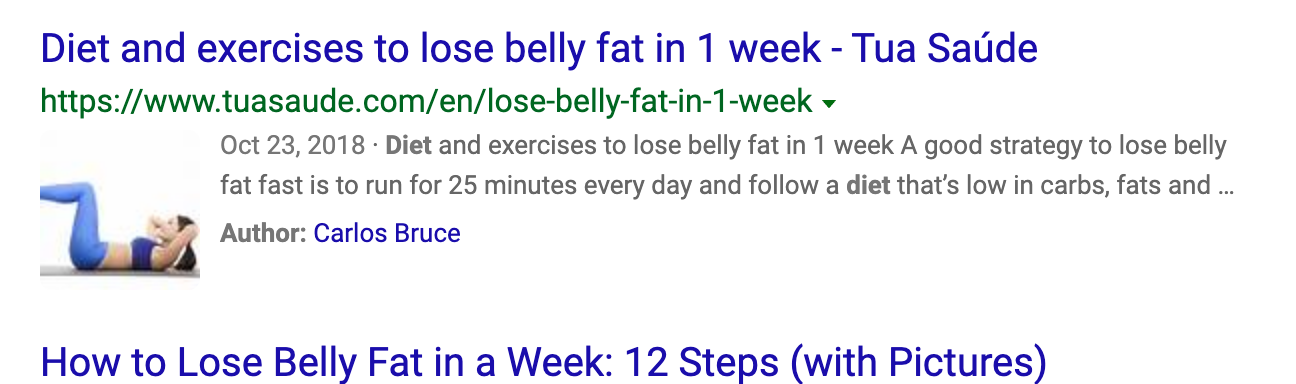 Diet and exercises to lose belly fat in 1 week - Tua Saúde
https://www.tuasaude.com/en/lose-belly-fat-in-1-week
Oct 23, 2018 · Diet and exercises to lose belly fat in 1 week A good strategy to lose belly
fat fast is to run for 25 minutes every day and follow a diet that’s low in carbs, fats and ...
Author: Carlos Bruce
How to Lose Belly Fat in a Week: 12 Steps (with Pictures)